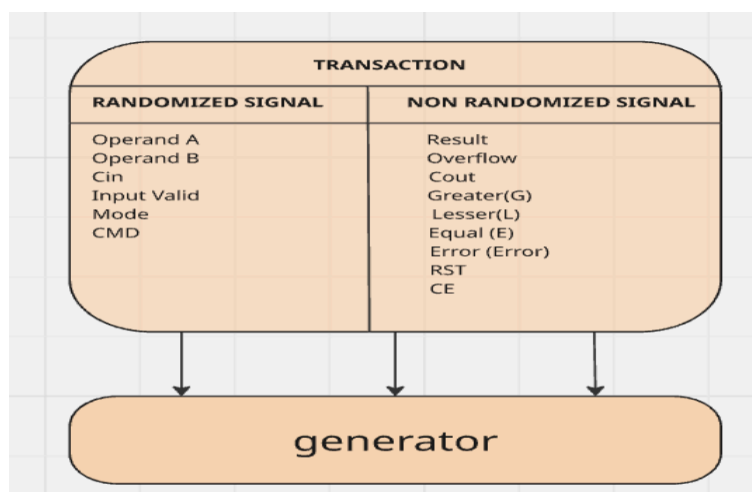 TRANSACTION
RANDOMIZED SIGNAL
Operand A
Operand B
Cin
Input Valid
Mode
CMD
NON RANDOMIZED SIGNAL
Result
Overflow
Cout
Greater(G)
Lesser(L)
Equal (E)
Error (Error)
RST
CE
generator